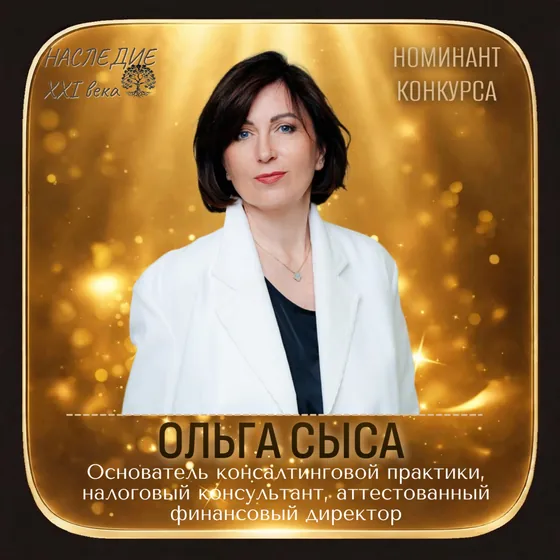 НАСЛЕДИЕ
XXI века
НОМИНАНТ
КОНКУРСА
ОЛЬГА СЫСА
Основатель консалтинговой практики,
налоговый консультант, аттестованный
финансовый директор